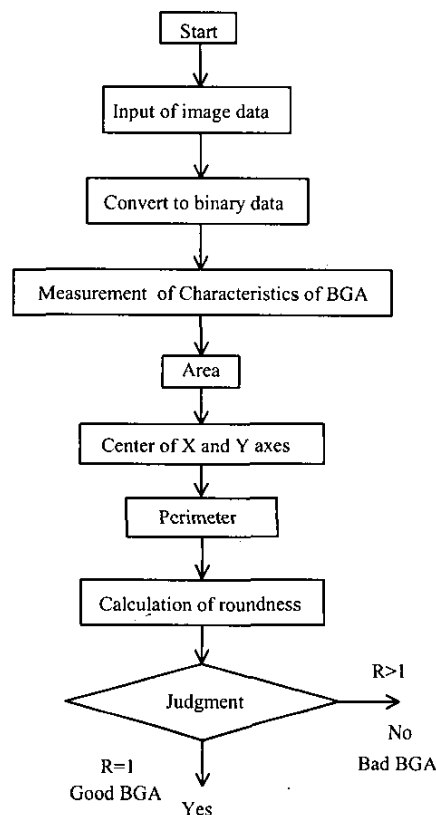 Start
Input of image data
Convert to binary data
Measurement of Characteristics of BGA
Area
Center of X and Y axes
Perimeter
Calculation of roundness
Judgment
R>1
No
Bad BGA
R=1
Good BGA
Yes